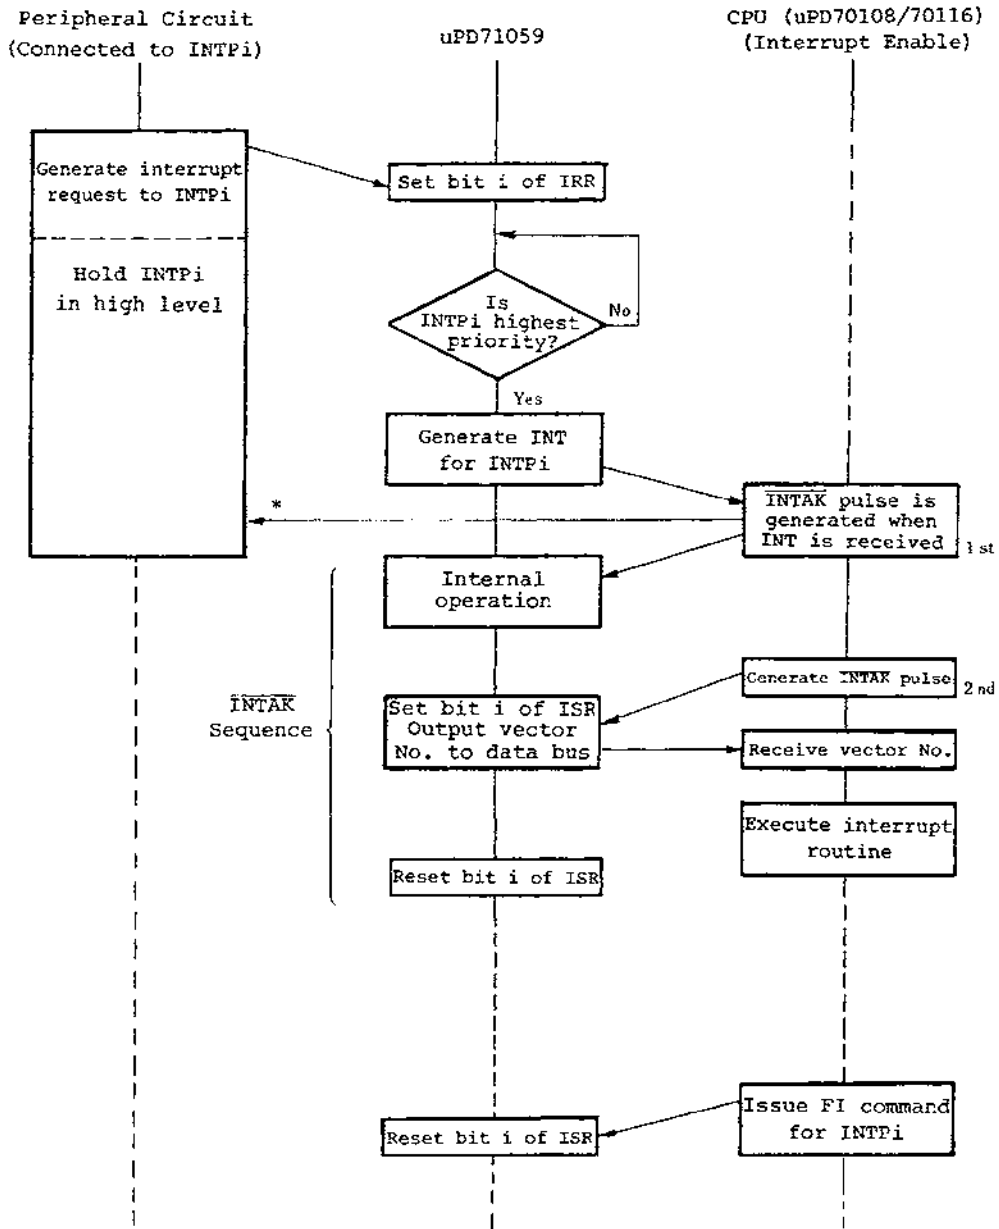 Peripheral Circuit
(Connected to INTPi)
uPD71059
CPU (uPD70108/70116)
(Interrupt Enable)
Generate interrupt
request to INTPi
Set bit i of IRR
Hold INTPi
in high level
Is
INTPi highest
priority?
No
Yes
Generate INT
for INTPi
*
INTAK pulse is
generated when
INT is received
1st
Internal
operation
Generate INTAK pulse
2nd
INTAK
Sequence
Set bit i of ISR
Output vector
No. to data bus
Receive vector No.
Execute interrupt
routine
Reset bit i of ISR
Issue FI command
for INTPi
Reset bit i of ISR